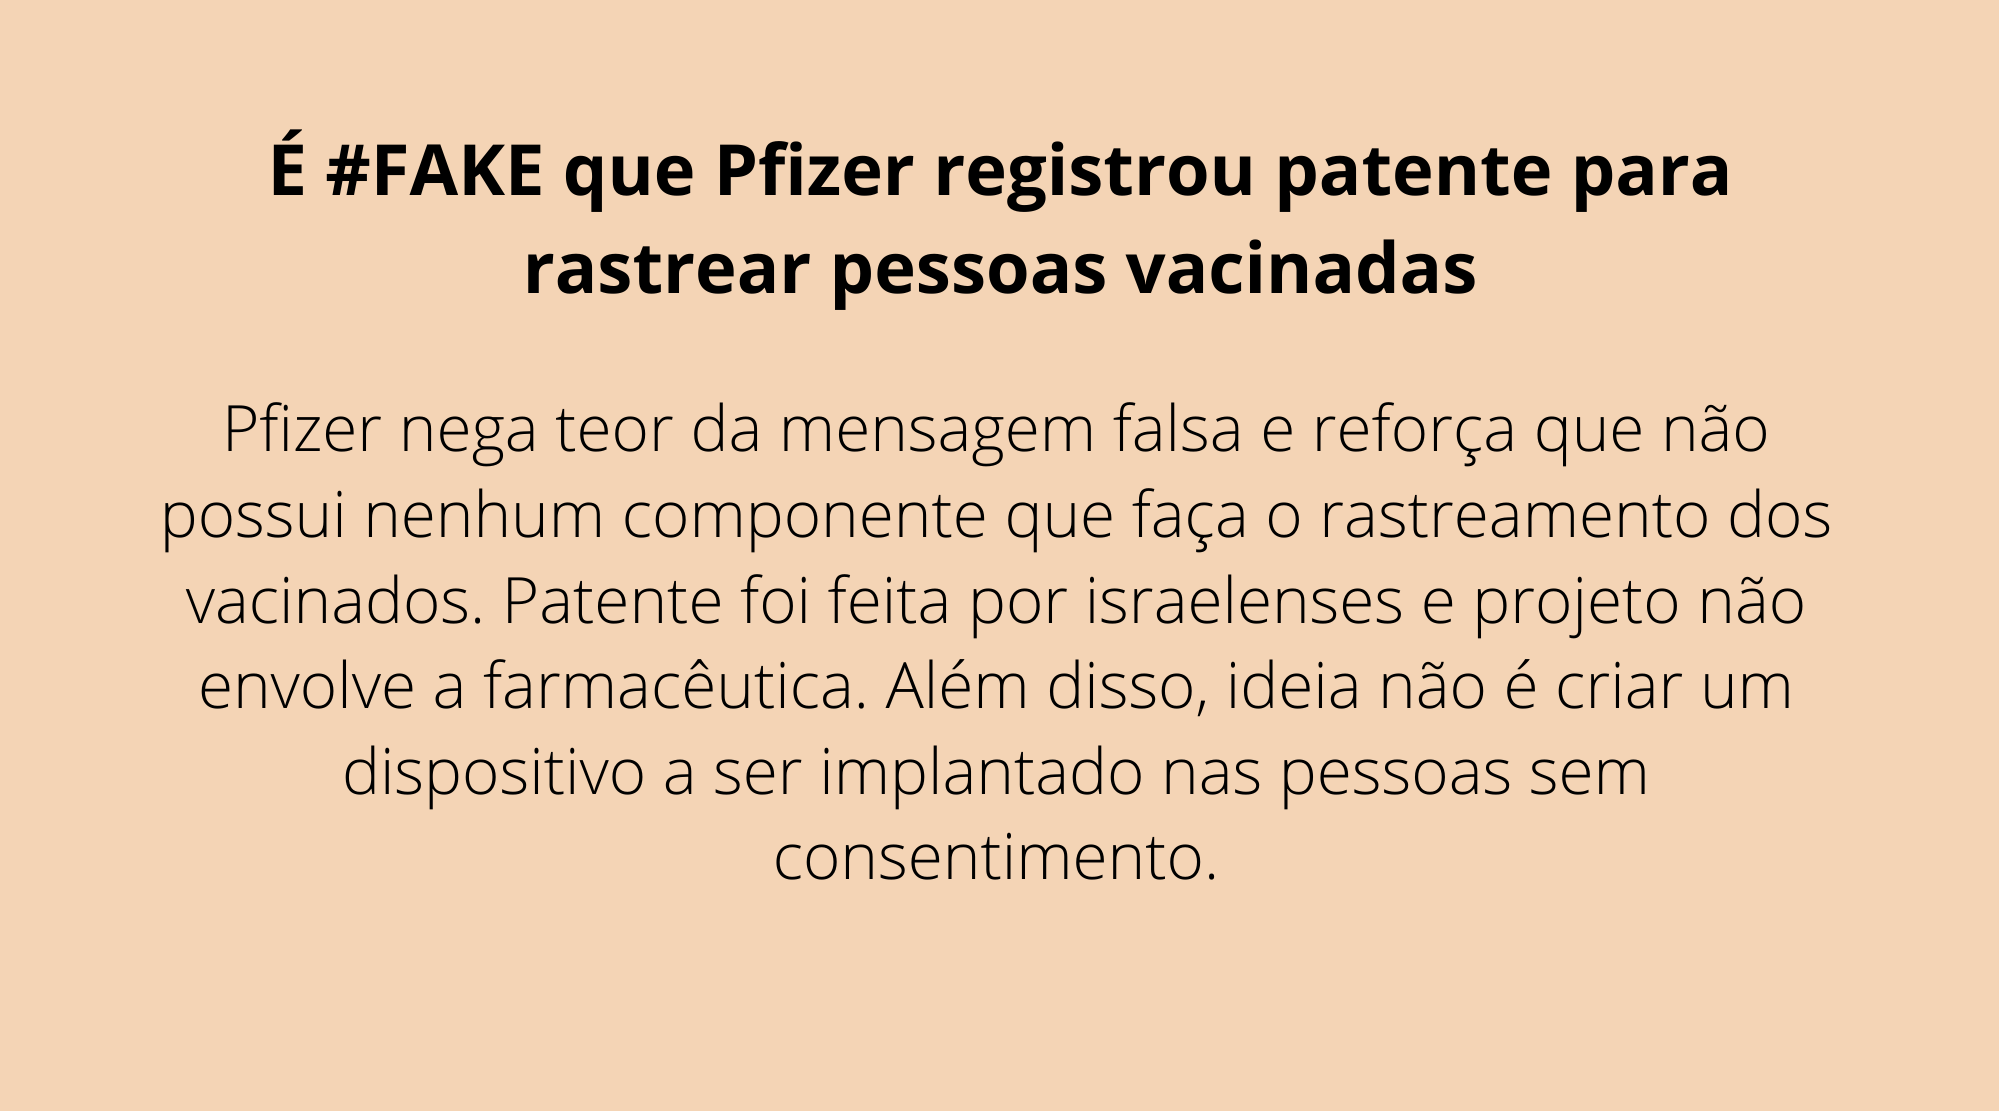 É #FAKE que Pfizer registrou patente para
rastrear pessoas vacinadas
Pfizer nega teor da mensagem falsa e reforça que não
possui nenhum componente que faça o rastreamento dos
vacinados. Patente foi feita por israelenses e projeto não
envolve a farmacêutica. Além disso, ideia não é criar um
dispositivo a ser implantado nas pessoas sem
consentimento.